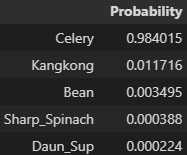 Probability
Celery 0.984015
Kangkong 0.011716
Bean 0.003495
Sharp_Spinach 0.000388
Daun_Sup 0.000224